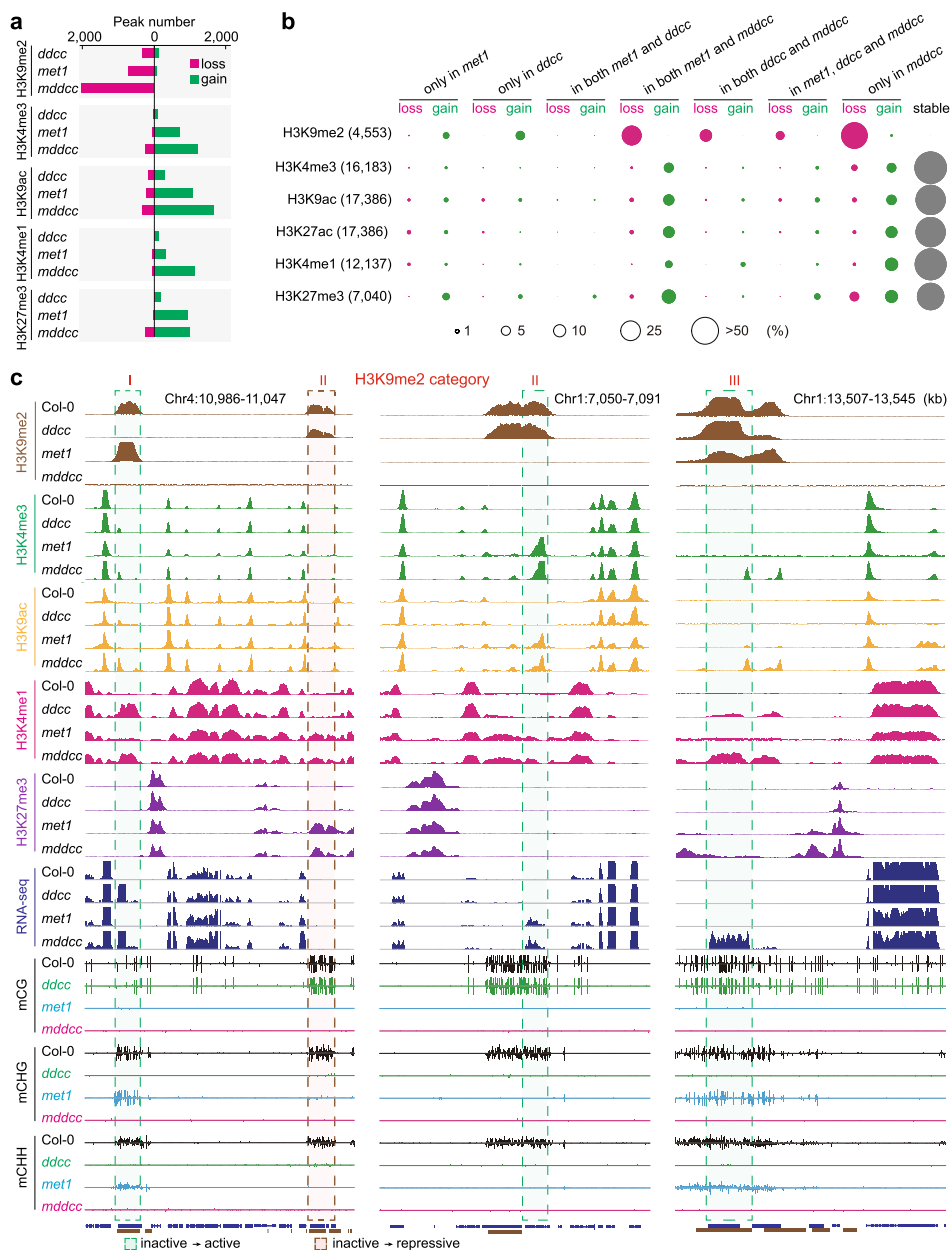 a
Peak number
2,000 0 2,000
H3K9me2
ddcc
met1
mddcc
loss
gain
H3K4me3
ddcc
met1
mddcc
H3K9ac
ddcc
met1
mddcc
H3K4me1
ddcc
met1
mddcc
H3K27me3
ddcc
met1
mddcc
b
only in met1
only in ddcc
in both met1 and ddcc
in both met1 and mddcc
in both ddcc and mddcc
in met1, ddcc and mddcc
only in mddcc
loss gain loss gain loss gain loss gain loss gain loss gain loss gain stable
H3K9me2 (4,553)
H3K4me3 (16,183)
H3K9ac (17,386)
H3K27ac (17,386)
H3K4me1 (12,137)
H3K27me3 (7,040)
1 5 10 25 >50 (%)
c
I II H3K9me2 category II III
Chr4:10,986-11,047 Chr1:7,050-7,091 Chr1:13,507-13,545 (kb)
H3K9me2
Col-0
ddcc
met1
mddcc
H3K4me3
Col-0
ddcc
met1
mddcc
H3K9ac
Col-0
ddcc
met1
mddcc
H3K4me1
Col-0
ddcc
met1
mddcc
H3K27me3
Col-0
ddcc
met1
mddcc
RNA-seq
Col-0
ddcc
met1
mddcc
mCG
Col-0
ddcc
met1
mddcc
mCHG
Col-0
ddcc
met1
mddcc
mCHH
Col-0
ddcc
met1
mddcc
inactive → active inactive → repressive